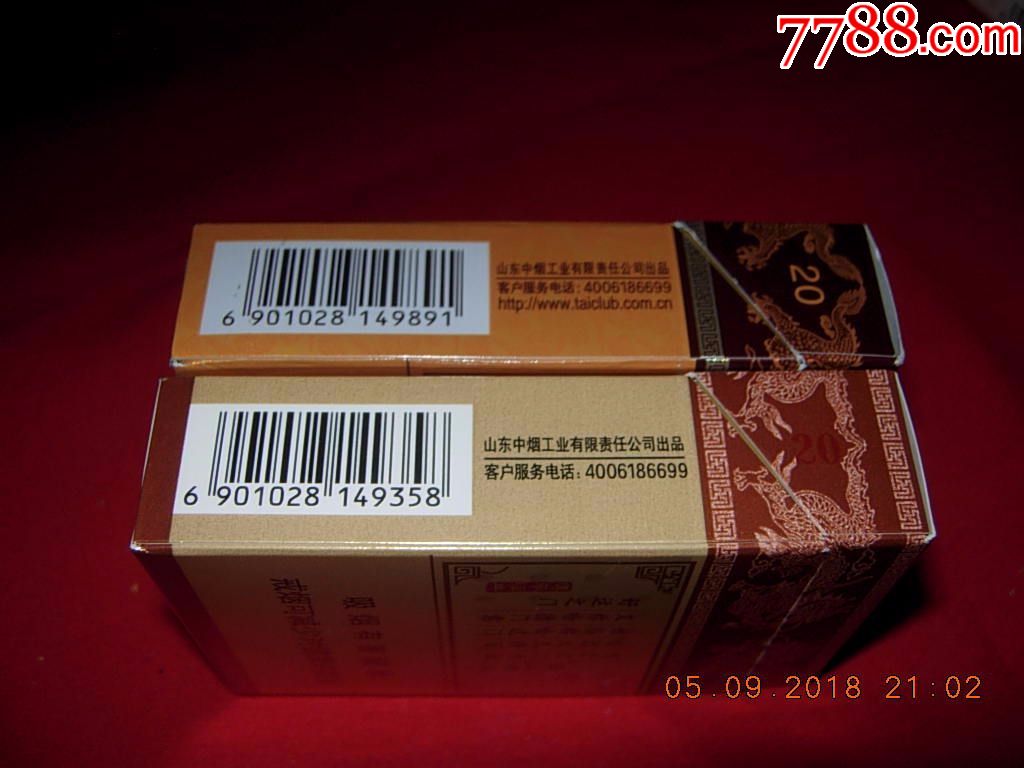 7788.com
山东中烟工业有限责任公司出品
客户服务电话：4006186699
http://www.taiclub.com.cn
20
6 901028 149891
山东中烟工业有限责任公司出品
客户服务电话：4006186699
20
6 901028 149358
05.09.2018 21:02